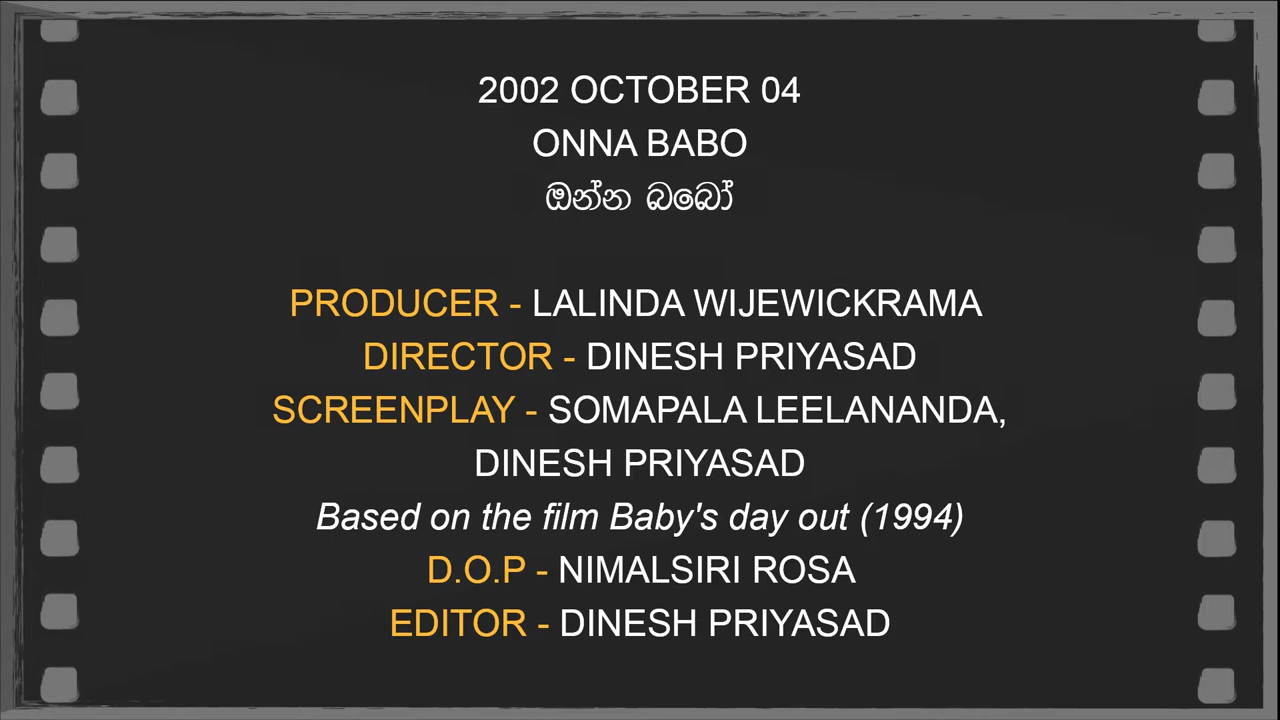 2002 OCTOBER 04
ONNA BABO
ඔන්න බබෝ
PRODUCER - LALINDA WIJEWICKRAMA
DIRECTOR - DINESH PRIYASAD
SCREENPLAY - SOMAPALA LEELANANDA,
DINESH PRIYASAD
Based on the film Baby's day out (1994)
D.O.P - NIMALSIRI ROSA
EDITOR - DINESH PRIYASAD